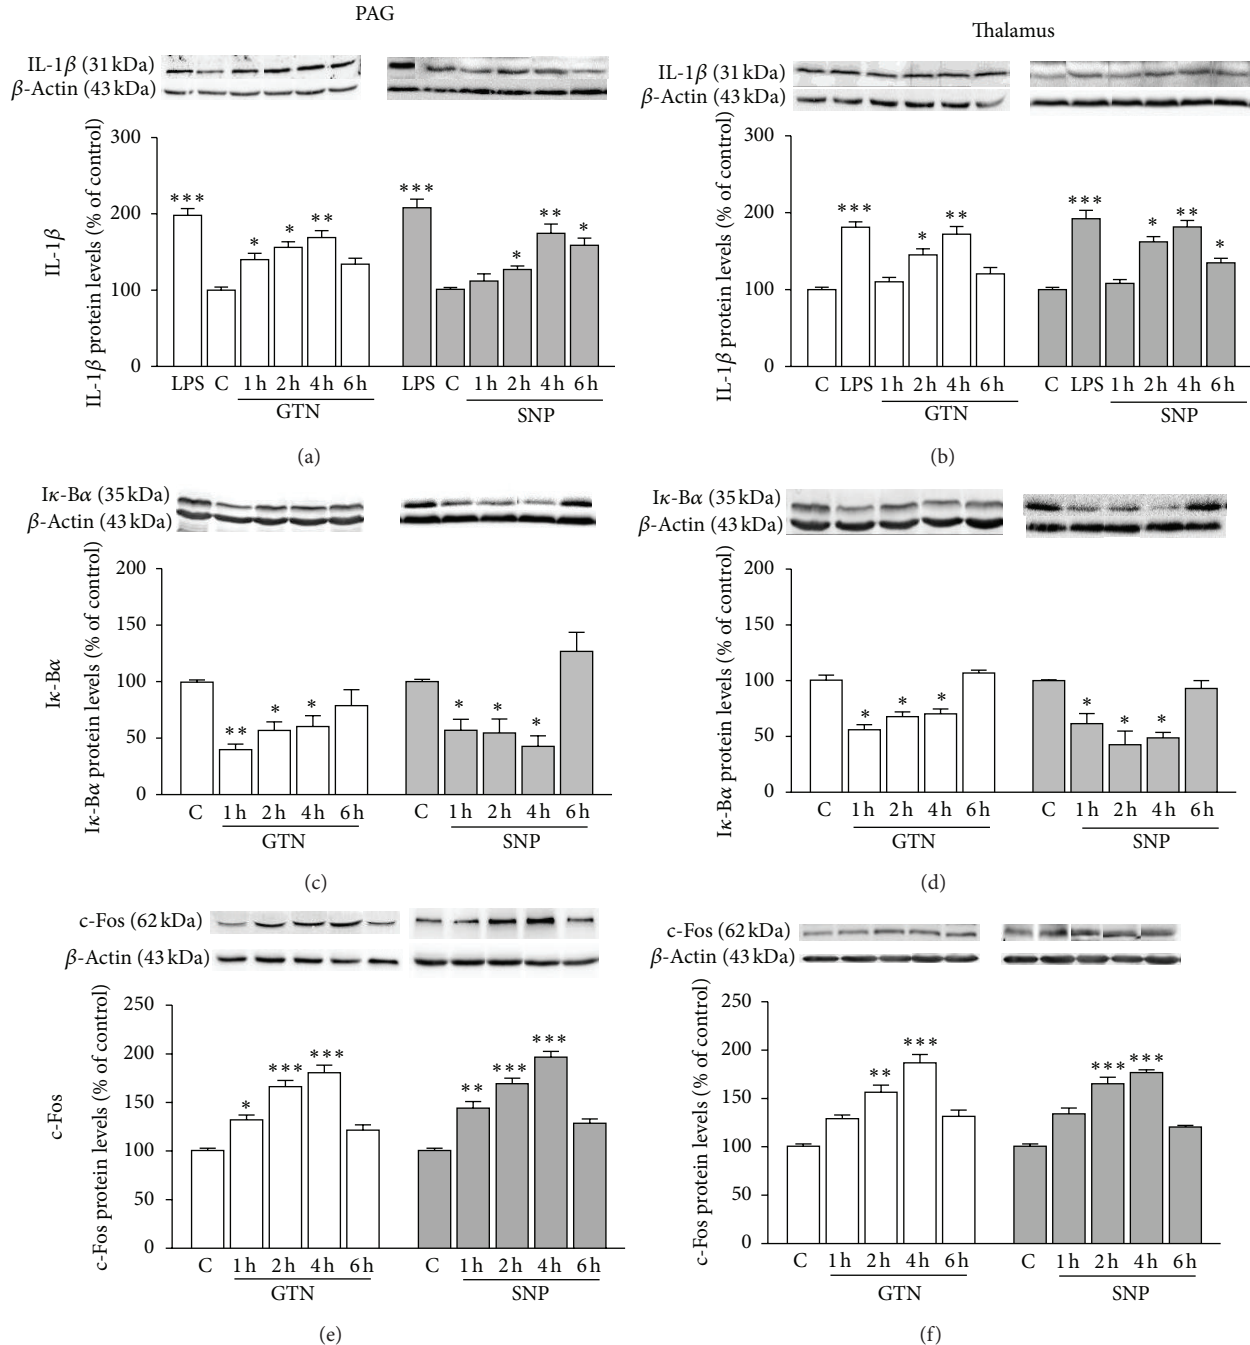 PAG
Thalamus
IL-1β (31 kDa)
β-Actin (43 kDa)
IL-1β
IL-1β protein levels (% of control)
300
200
100
0
*** * * ** *** * ** *
LPS C 1 h 2 h 4 h 6 h LPS C 1 h 2 h 4 h 6 h
GTN SNP
(a)
IL-1β (31 kDa)
β-Actin (43 kDa)
IL-1β protein levels (% of control)
300
200
100
0
*** * ** *** * ** *
C LPS 1 h 2 h 4 h 6 h C LPS 1 h 2 h 4 h 6 h
GTN SNP
(b)
Iκ-Bα (35 kDa)
β-Actin (43 kDa)
Iκ-Bα
Iκ-Bα protein levels (% of control)
200
150
100
50
0
** * * * * *
C 1 h 2 h 4 h 6 h C 1 h 2 h 4 h 6 h
GTN SNP
(c)
Iκ-Bα (35 kDa)
β-Actin (43 kDa)
Iκ-Bα protein levels (% of control)
200
150
100
50
0
* * * * * *
C 1 h 2 h 4 h 6 h C 1 h 2 h 4 h 6 h
GTN SNP
(d)
c-Fos (62 kDa)
β-Actin (43 kDa)
c-Fos
c-Fos protein levels (% of control)
250
200
150
100
50
0
* *** *** ** *** ***
C 1 h 2 h 4 h 6 h C 1 h 2 h 4 h 6 h
GTN SNP
(e)
c-Fos (62 kDa)
β-Actin (43 kDa)
c-Fos protein levels (% of control)
250
200
150
100
50
0
** *** *** ***
C 1 h 2 h 4 h 6 h C 1 h 2 h 4 h 6 h
GTN SNP
(f)